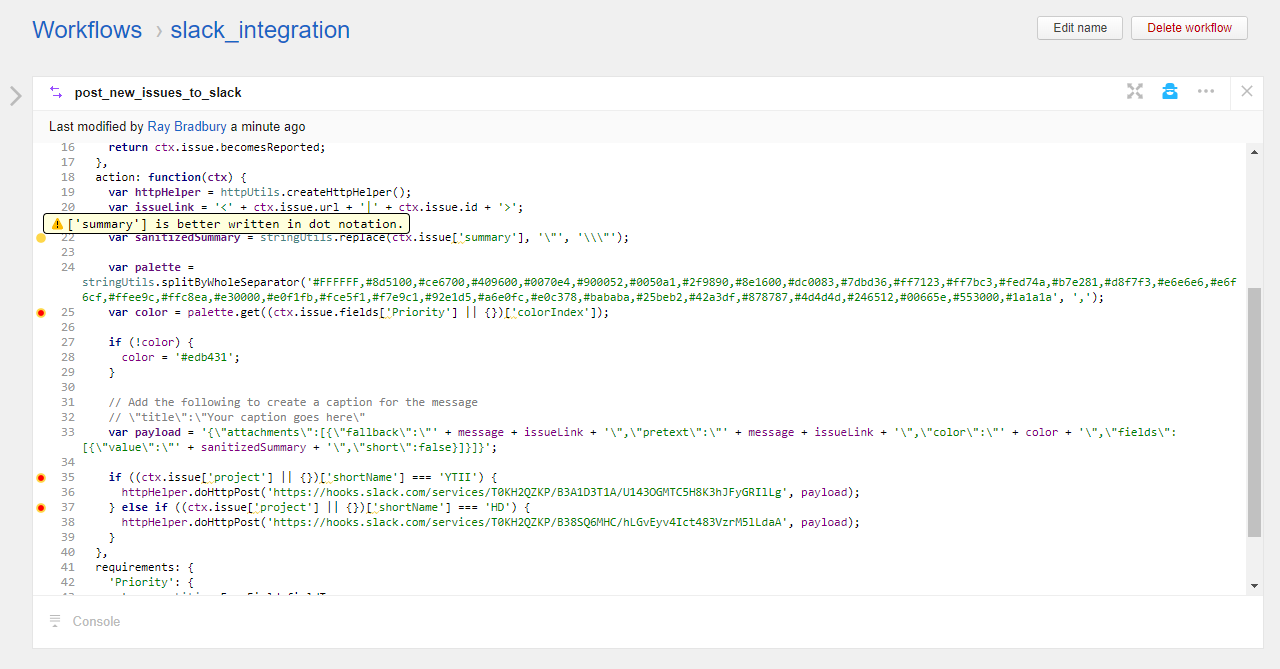 Workflows › slack_integration
Edit name
Delete workflow
post_new_issues_to_slack
Last modified by Ray Bradbury a minute ago
16 return ctx.issue.becomesReported;
17 },
18 action: function(ctx) {
19 var httpHelper = httpUtils.createHttpHelper();
20 var issueLink = '<' + ctx.issue.url + '|' + ctx.issue.id + '>';
['summary'] is better written in dot notation.
22 var sanitizedSummary = stringUtils.replace(ctx.issue['summary'], '\"', '\\\"');
23
24 var palette =
stringUtils.splitByWholeSeparator('#FFFFFF,#8d5100,#ce6700,#409600,#0070e4,#900052,#0050a1,#2f9890,#8e1600,#dc0083,#7dbd36,#ff7123,#ff7bc3,#fed74a,#b7e281,#d8f7f3,#e6e6e6,#e6f
6cf,#ffee9c,#ffc8ea,#e30000,#e0f1fb,#fce5f1,#f7e9c1,#92e1d5,#a6e0fc,#e0c378,#bababa,#25beb2,#42a3df,#878787,#4d4d4d,#246512,#00665e,#553000,#1a1a1a', ',');
25 var color = palette.get((ctx.issue.fields['Priority'] || {})['colorIndex']);
26
27 if (!color) {
28 color = '#edb431';
29 }
30
31 // Add the following to create a caption for the message
32 // \"title\":\"Your caption goes here\"
33 var payload = '{\"attachments\":[{\"fallback\":\"' + message + issueLink + '\",\"pretext\":\"' + message + issueLink + '\",\"color\":\"' + color + '\",\"fields\":
[{\"value\":\"' + sanitizedSummary + '\",\"short\":false}]}]}';
34
35 if ((ctx.issue['project'] || {})['shortName'] === 'YTII') {
36 httpHelper.doHttpPost('https://hooks.slack.com/services/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', payload);
37 } else if ((ctx.issue['project'] || {})['shortName'] === 'HD') {
38 httpHelper.doHttpPost('https://hooks.slack.com/services/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', payload);
39 }
40 },
41 requirements: {
42 'Priority': {
Console